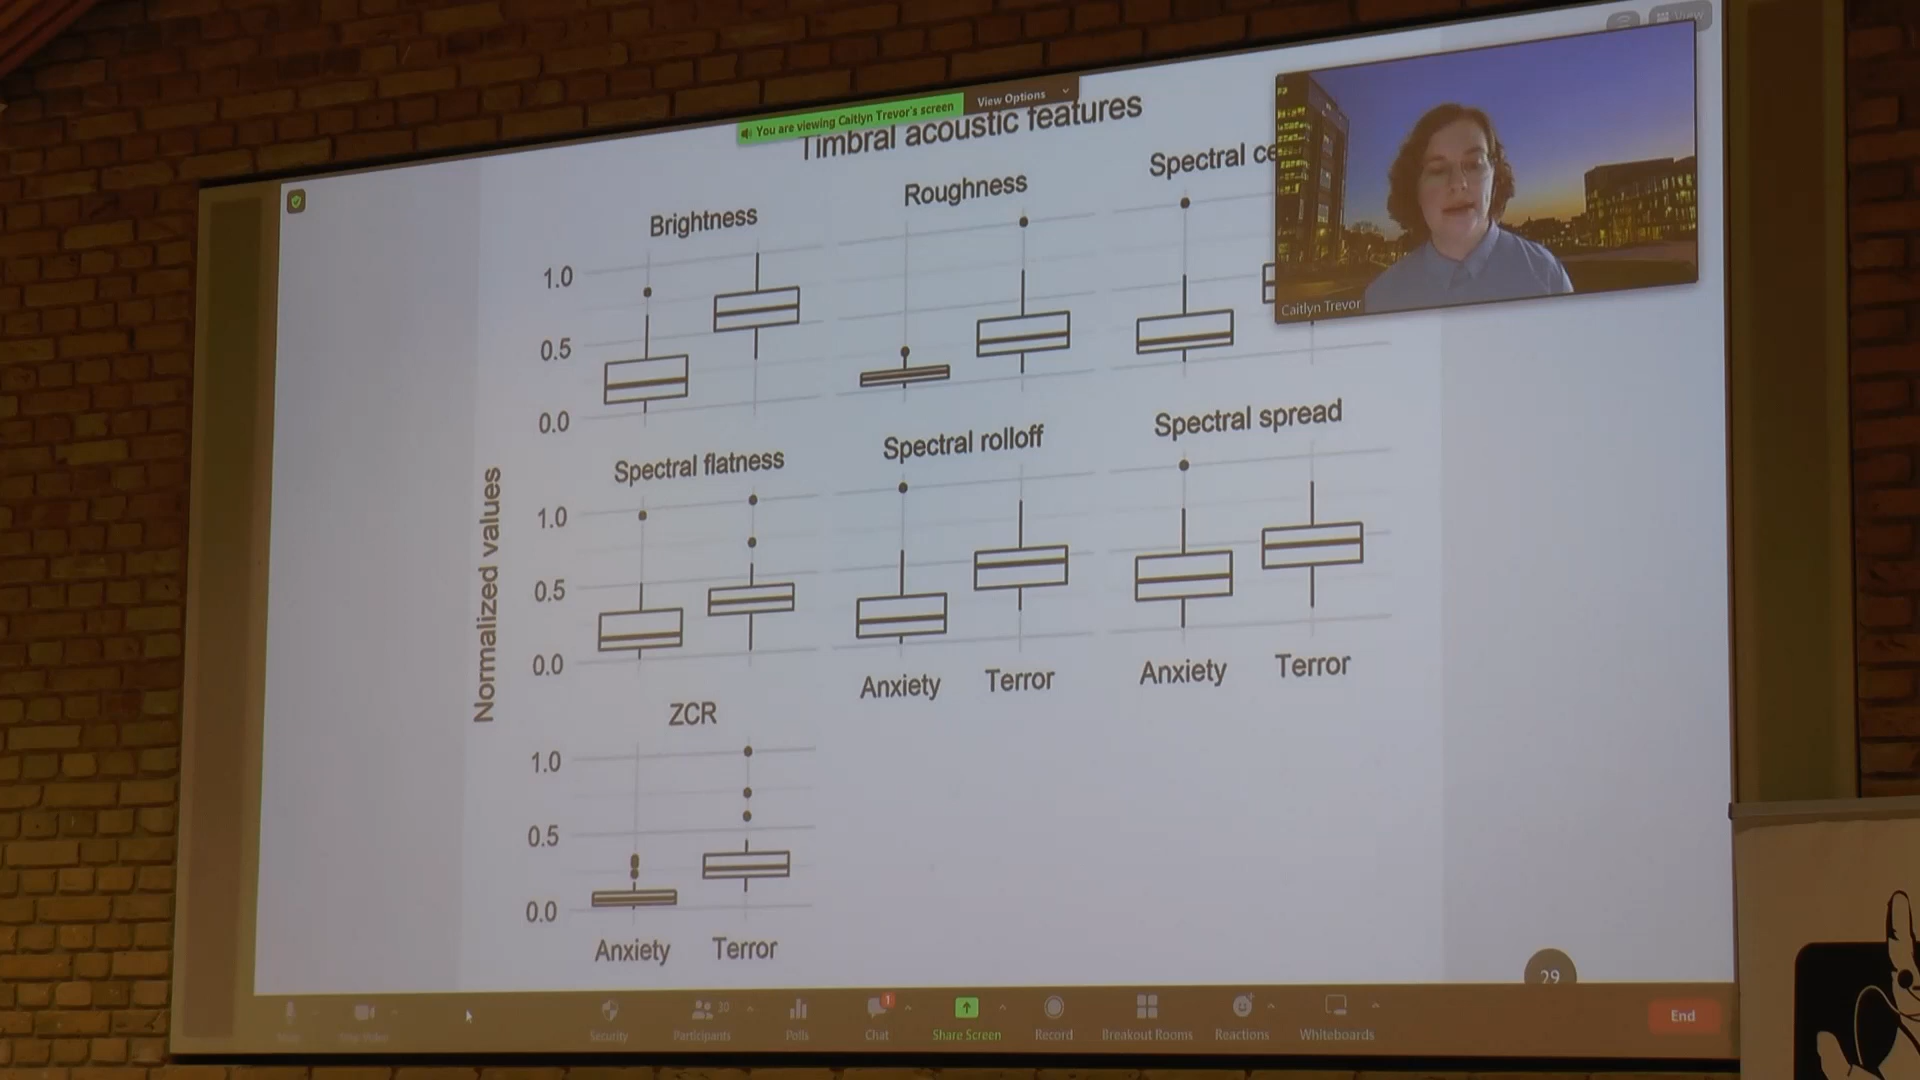 View
You are viewing Caitlyn Trevor's screen
View Options
Timbral acoustic features
Brightness
Roughness
Spectral ce
1.0
0.5
0.0
Caitlyn Trevor
Normalized values
Spectral flatness
Spectral rolloff
Spectral spread
1.0
0.5
0.0
Anxiety
Terror
Anxiety
Terror
ZCR
1.0
0.5
0.0
Anxiety
Terror
29
Security
Participants
30
Polls
Chat
1
Share Screen
Record
Breakout Rooms
Reactions
Whiteboards
End